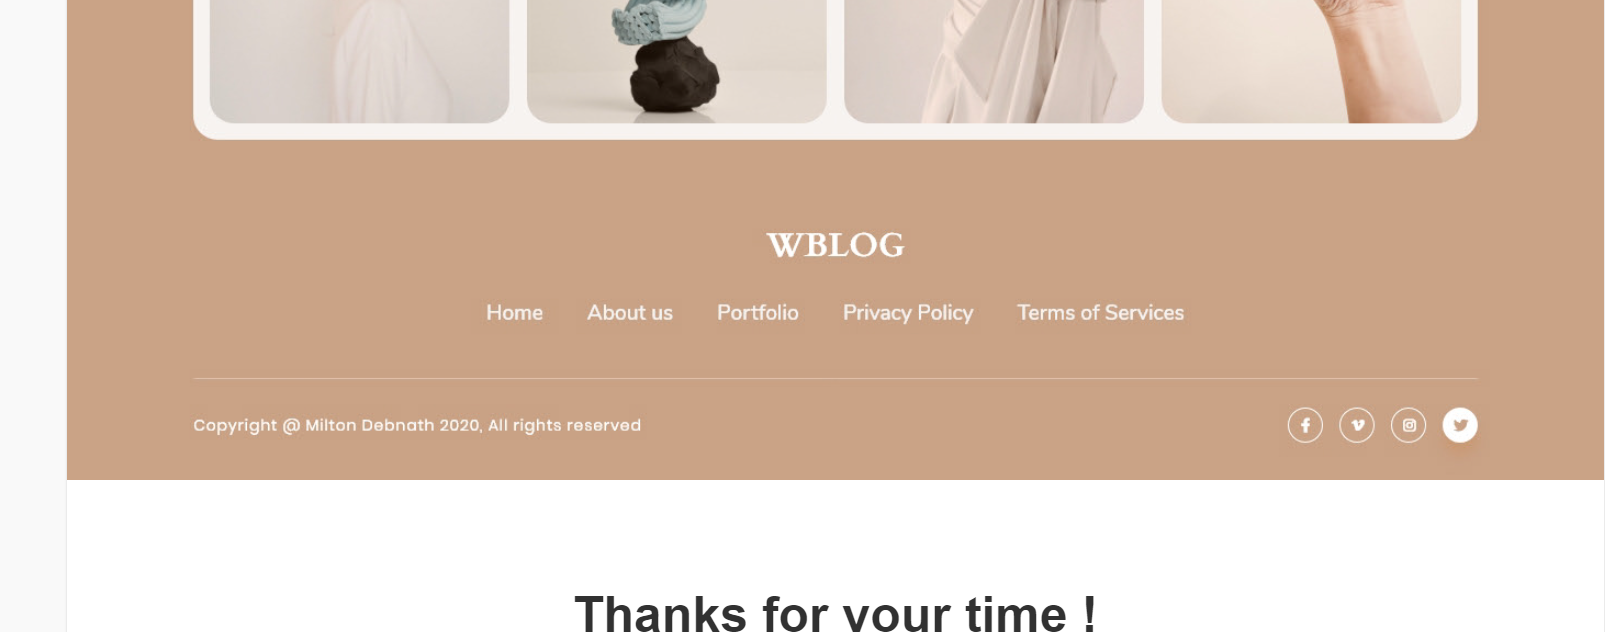 WBLOG
Home About us Portfolio Privacy Policy Terms of Services
Copyright @ Milton Debnath 2020, All rights reserved
Thanks for your time !